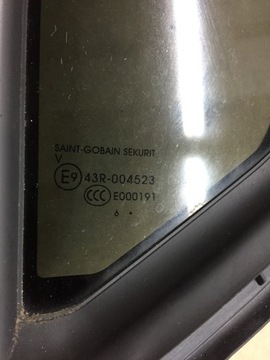 SAINT-GOBAIN SEKURIT
V
E9 43R-004523
CCC E000191
6 •